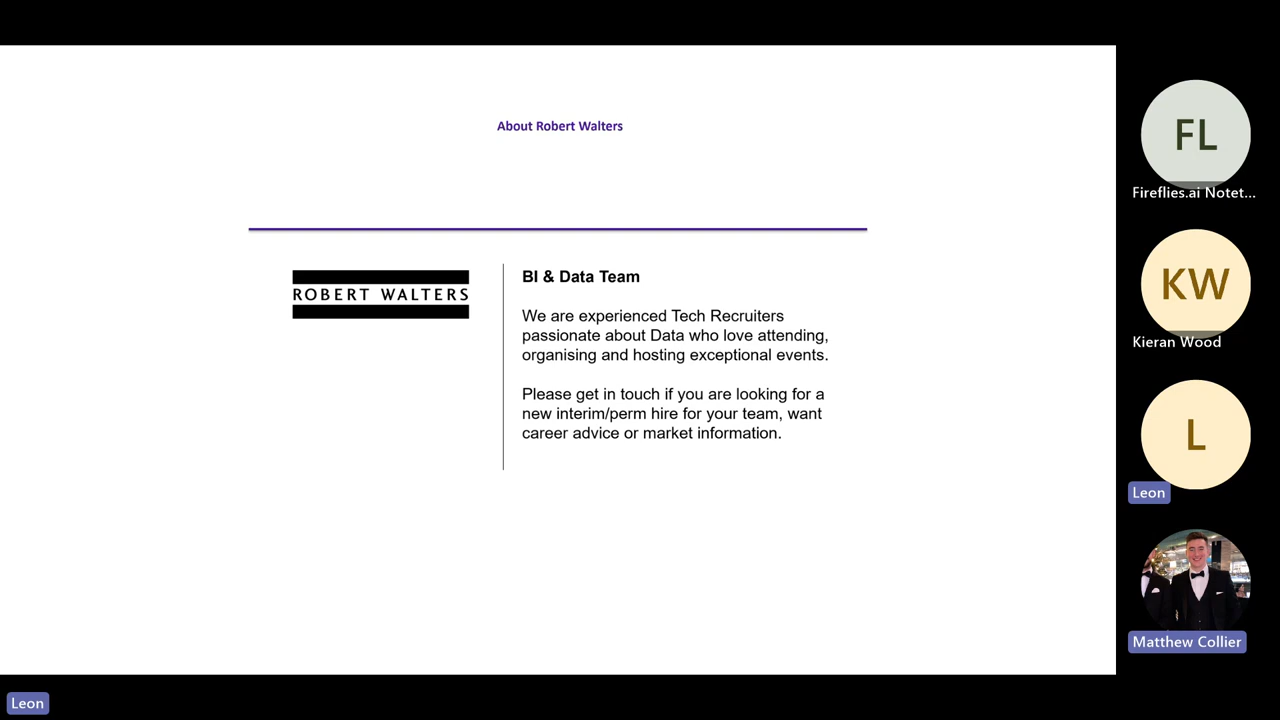 About Robert Walters
ROBERT WALTERS
BI & Data Team
We are experienced Tech Recruiters
passionate about Data who love attending,
organising and hosting exceptional events.
Please get in touch if you are looking for a
new interim/perm hire for your team, want
career advice or market information.
FL
Fireflies.ai Notet...
KW
Kieran Wood
L
Leon
Matthew Collier
Leon